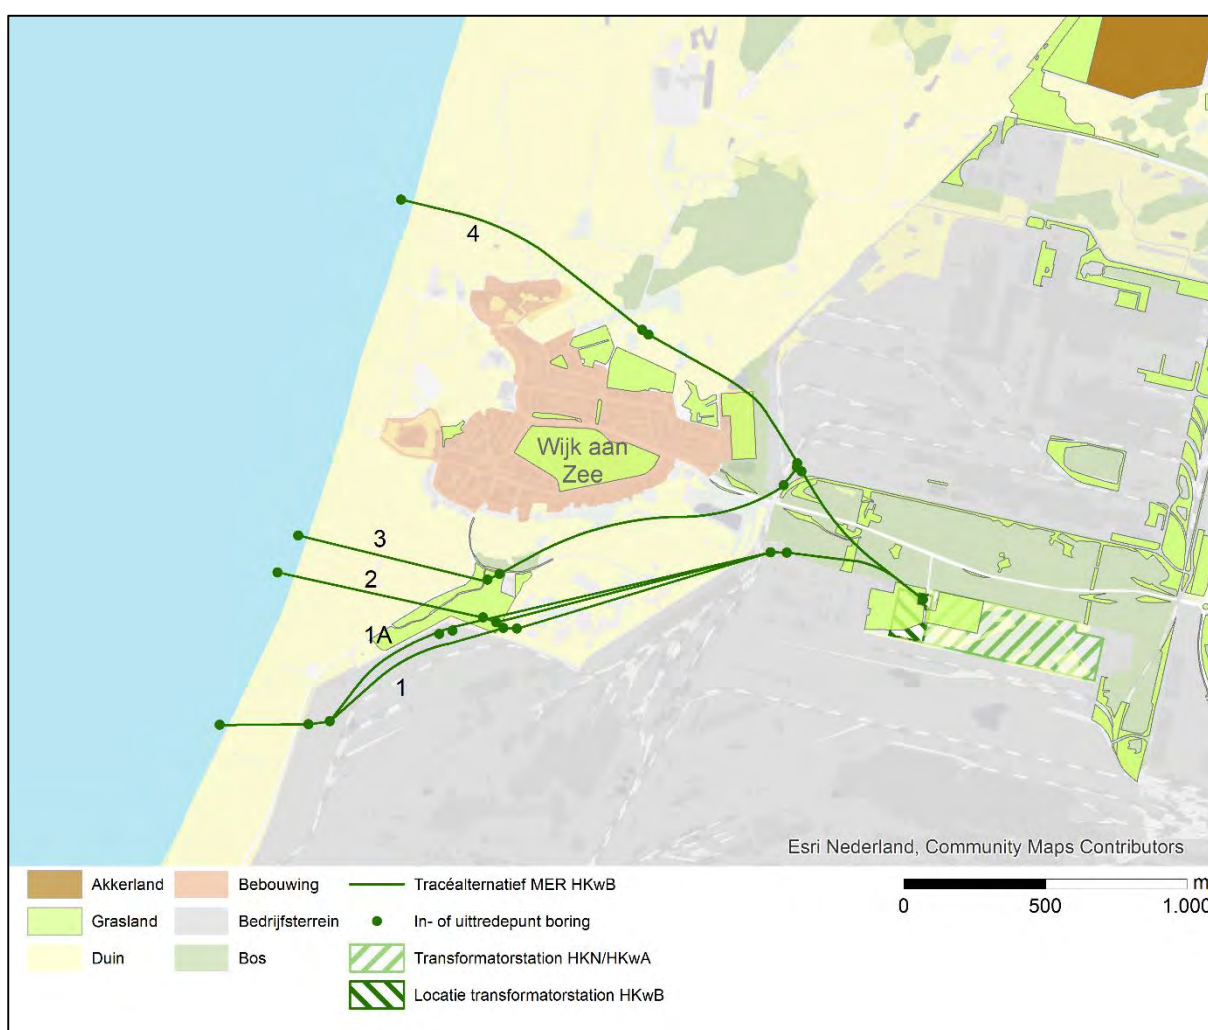 4
Wijk aan
Zee
3
2
1A
1
Esri Nederland, Community Maps Contributors
Akkerland
Grasland
Duin
Bebouwing
Bedrijfsterrein
Bos
Tracéalternatief MER HKwB
In- of uittredepunt boring
Transformatorstation HKN/HKwA
Locatie transformatorstation HKwB
m
0 500 1.000